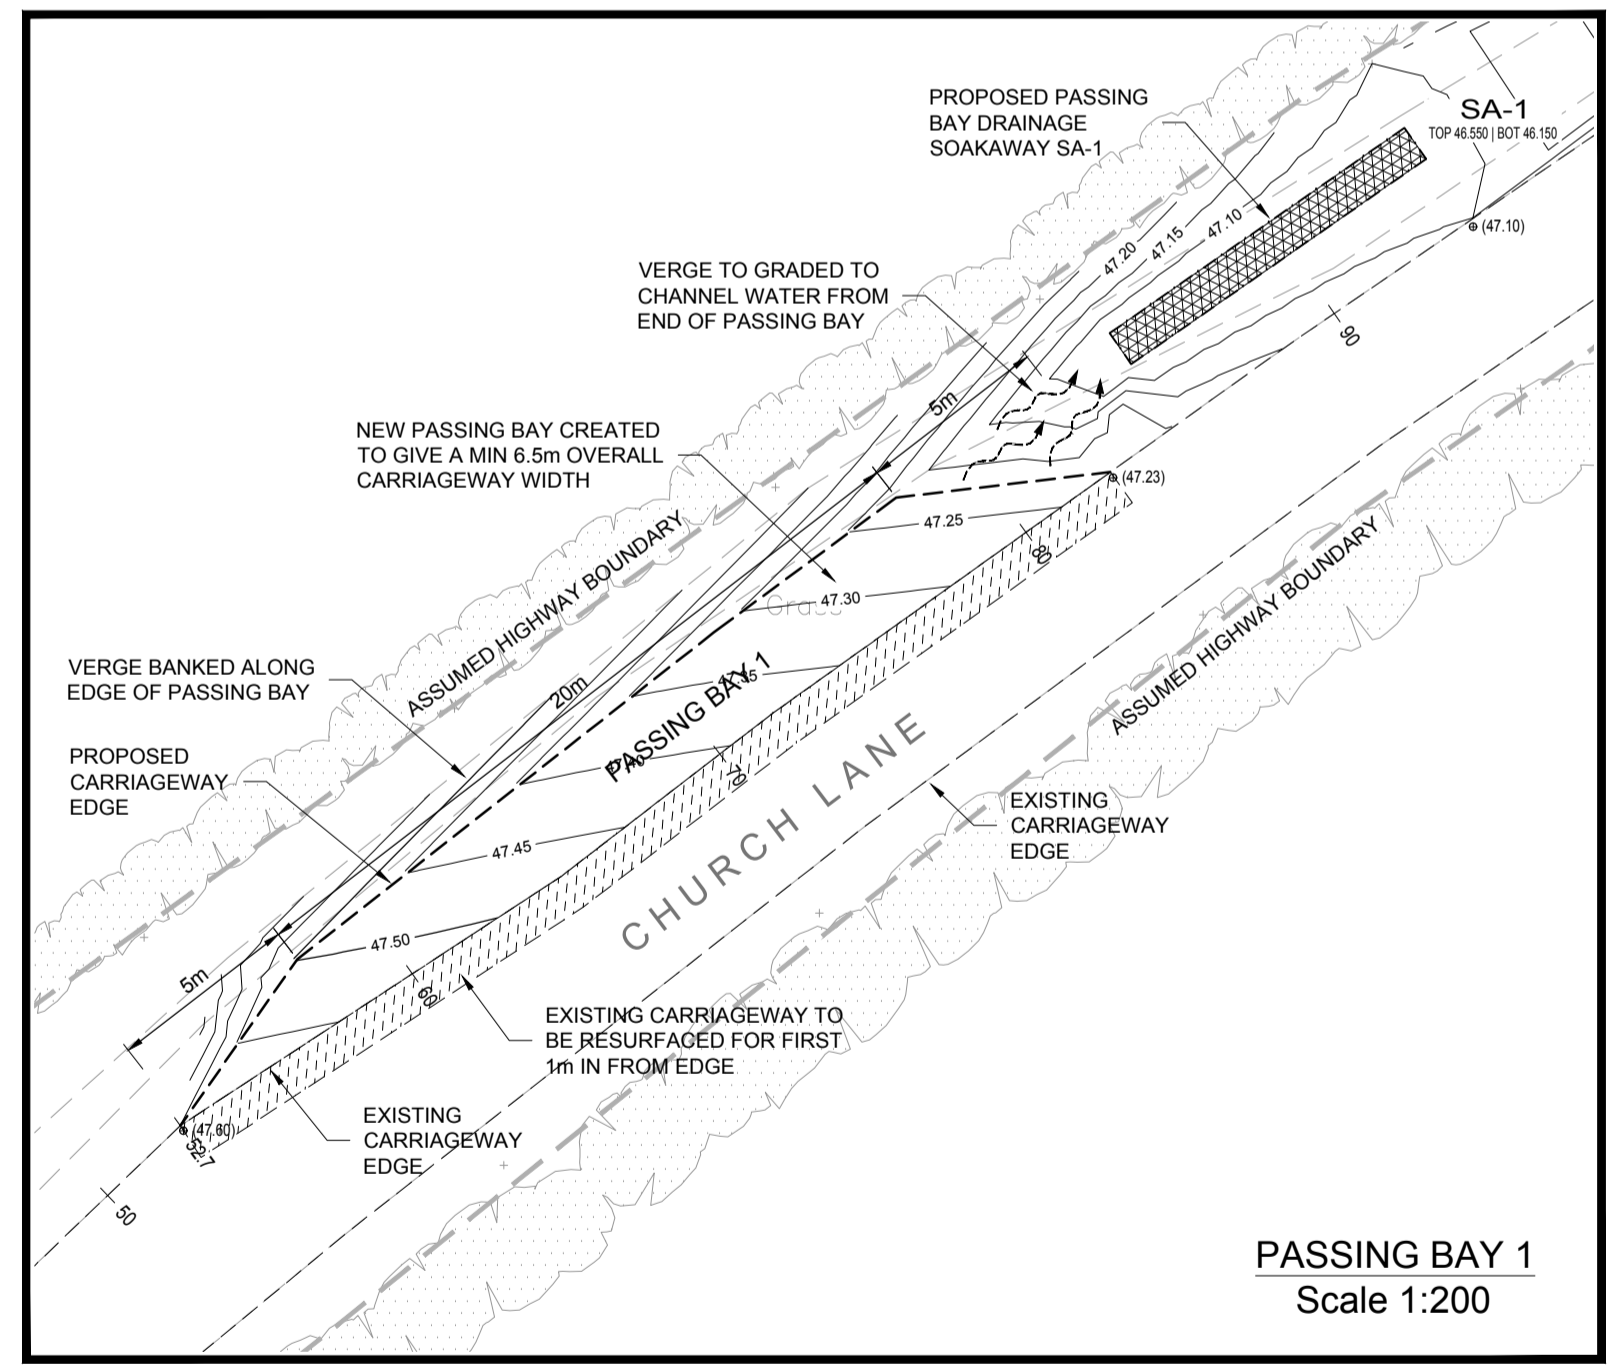 PROPOSED PASSING
BAY DRAINAGE
SOAKAWAY SA-1
SA-1
TOP 46.550 | BOT 46.150
(47.10)
47.20
47.15
47.10
VERGE TO GRADED TO
CHANNEL WATER FROM
END OF PASSING BAY
90
5m
NEW PASSING BAY CREATED
TO GIVE A MIN 6.5m OVERALL
CARRIAGEWAY WIDTH
(47.23)
47.25
80
ASSUMED HIGHWAY BOUNDARY
47.30
Grass
ASSUMED HIGHWAY BOUNDARY
VERGE BANKED ALONG
EDGE OF PASSING BAY
20m
PASSING BAY 1
PROPOSED
CARRIAGEWAY
EDGE
70
CHURCH LANE
EXISTING
CARRIAGEWAY
EDGE
47.45
47.50
5m
60
EXISTING CARRIAGEWAY TO
BE RESURFACED FOR FIRST
1m IN FROM EDGE
EXISTING
CARRIAGEWAY
EDGE
(47.60)
52.7
50
PASSING BAY 1
Scale 1:200